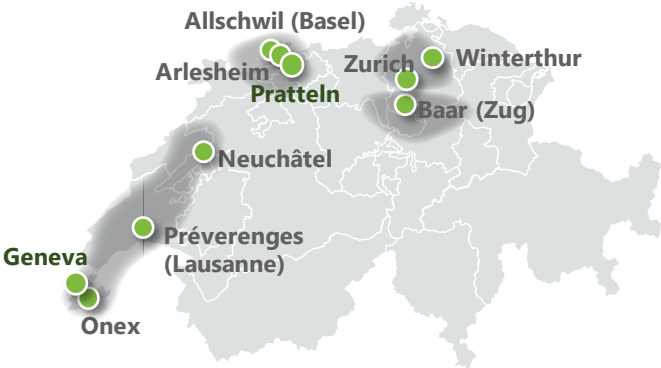 Allschwil (Basel)
Arlesheim
Pratteln
Zurich
Winterthur
Baar (Zug)
Neuchâtel
Préverenges
(Lausanne)
Geneva
Onex